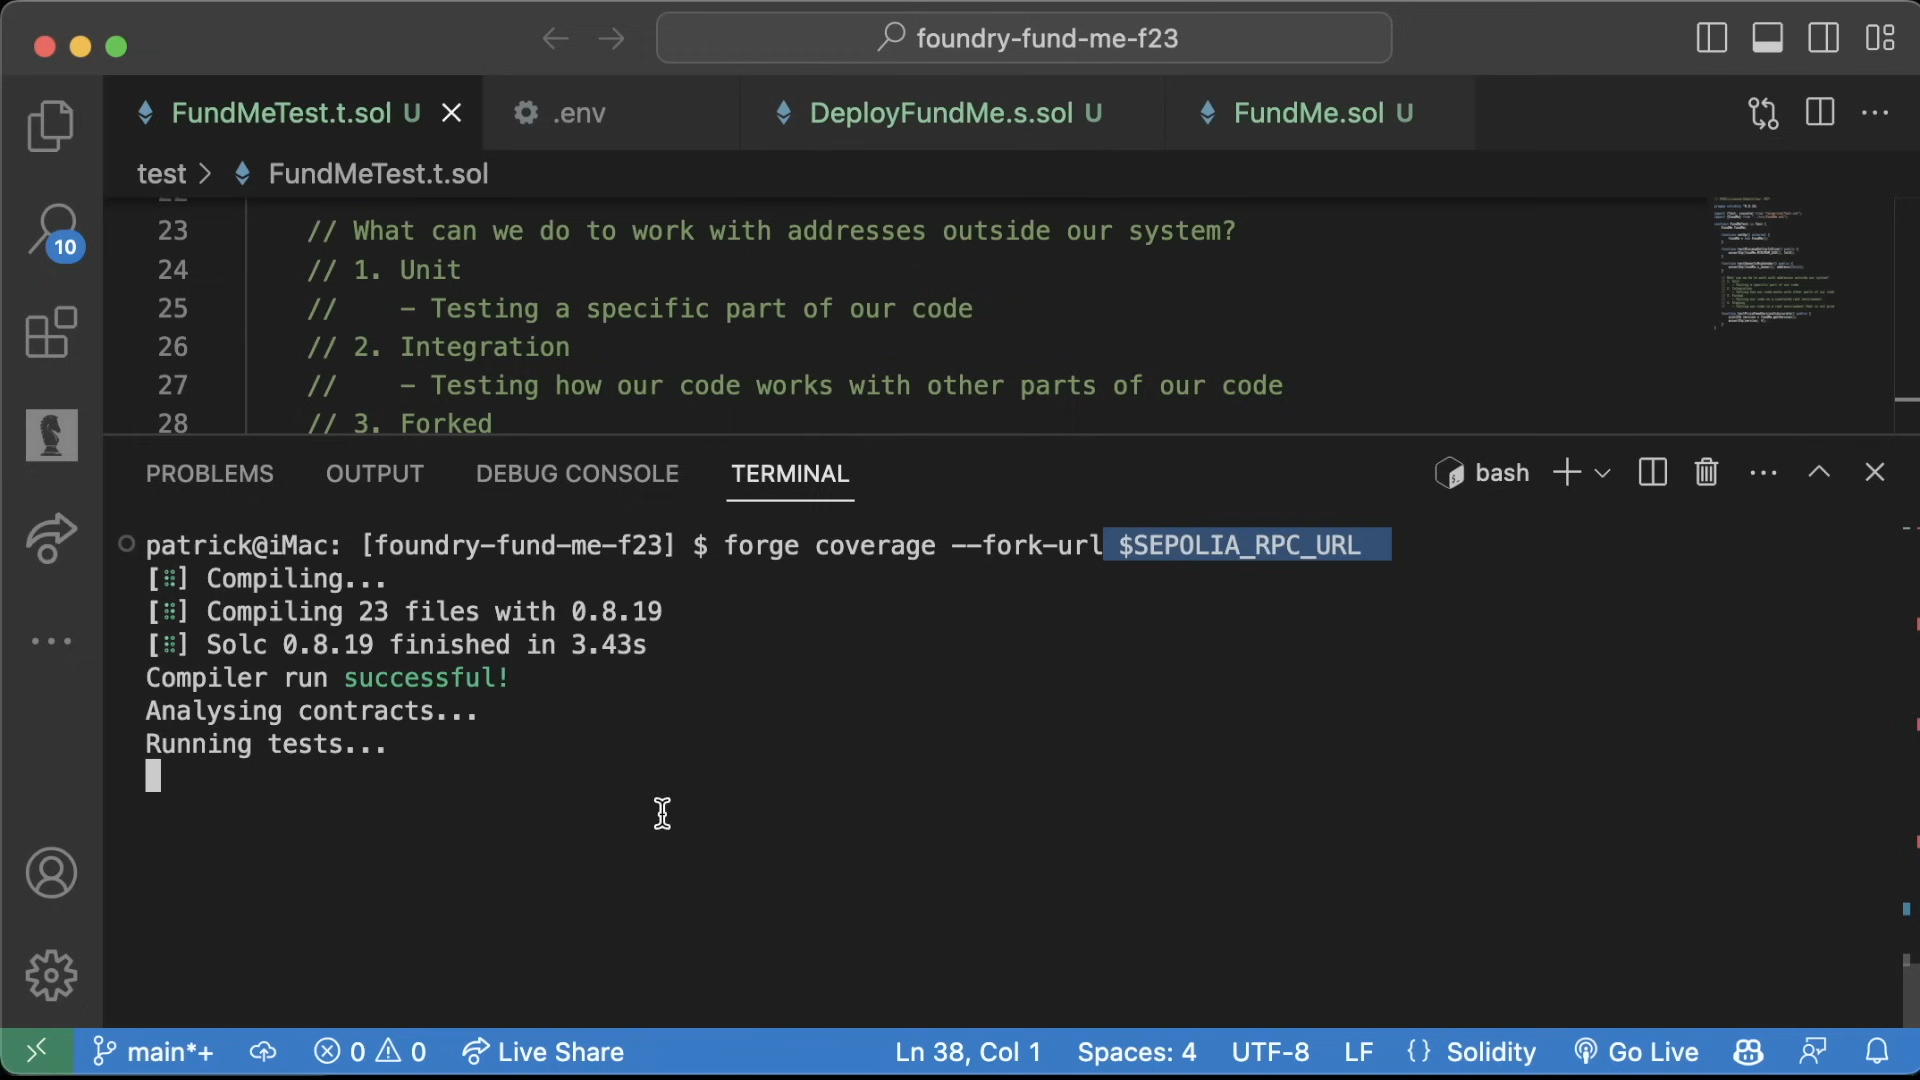 foundry-fund-me-f23
FundMeTest.t.sol U
.env
DeployFundMe.s.sol U
FundMe.sol U
test > FundMeTest.t.sol
10
23 // What can we do to work with addresses outside our system?
24 // 1. Unit
25 //    - Testing a specific part of our code
26 // 2. Integration
27 //    - Testing how our code works with other parts of our code
28 // 3. Forked
PROBLEMS OUTPUT DEBUG CONSOLE TERMINAL bash
patrick@iMac: [foundry-fund-me-f23] $ forge coverage --fork-url $SEPOLIA_RPC_URL
[⠿] Compiling...
[⠿] Compiling 23 files with 0.8.19
[⠿] Solc 0.8.19 finished in 3.43s
Compiler run successful!
Analysing contracts...
Running tests...
main*+ 0 0 Live Share Ln 38, Col 1 Spaces: 4 UTF-8 LF {} Solidity Go Live